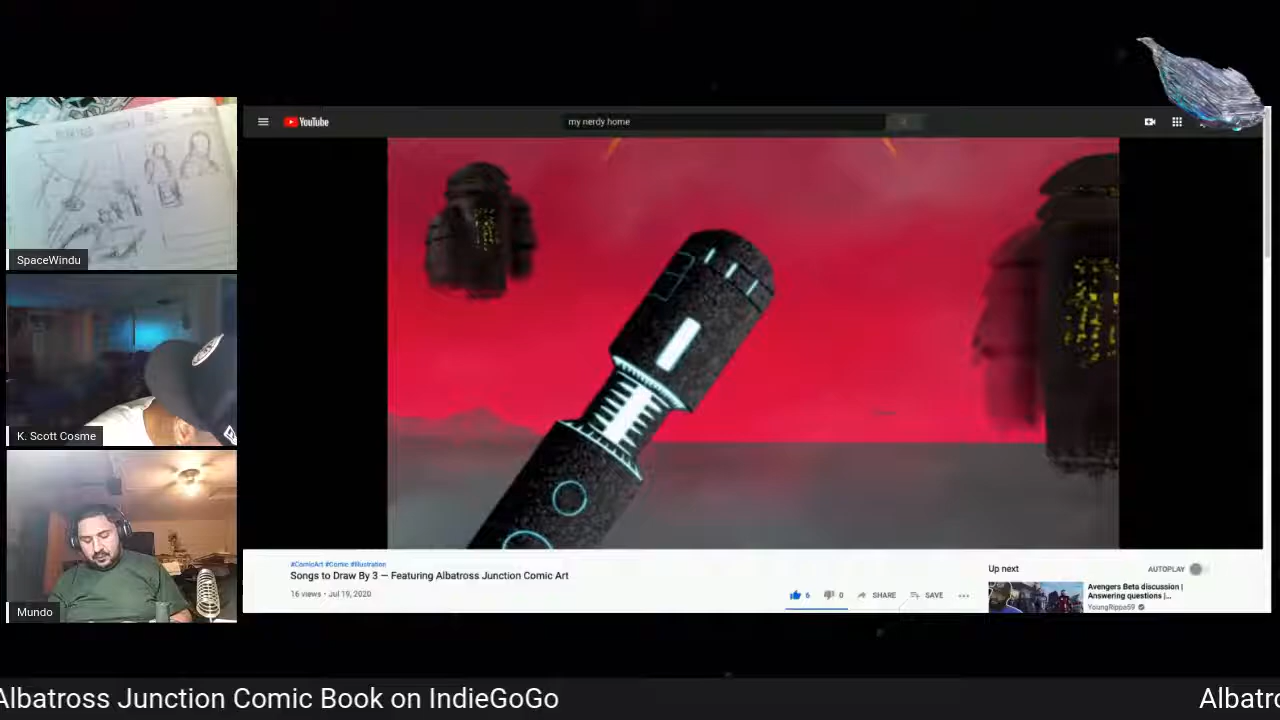 YouTube
my nerdy home
SpaceWindu
K. Scott Cosme
Mundo
#ComicArt #Comic #Illustration
Songs to Draw By 3 — Featuring Albatross Junction Comic Art
16 views • Jul 19, 2020
6
0
SHARE
SAVE
Up next
AUTOPLAY
Avengers Beta discussion |
Answering questions |...
YoungRippa59
Albatross Junction Comic Book on IndieGoGo
Albatro